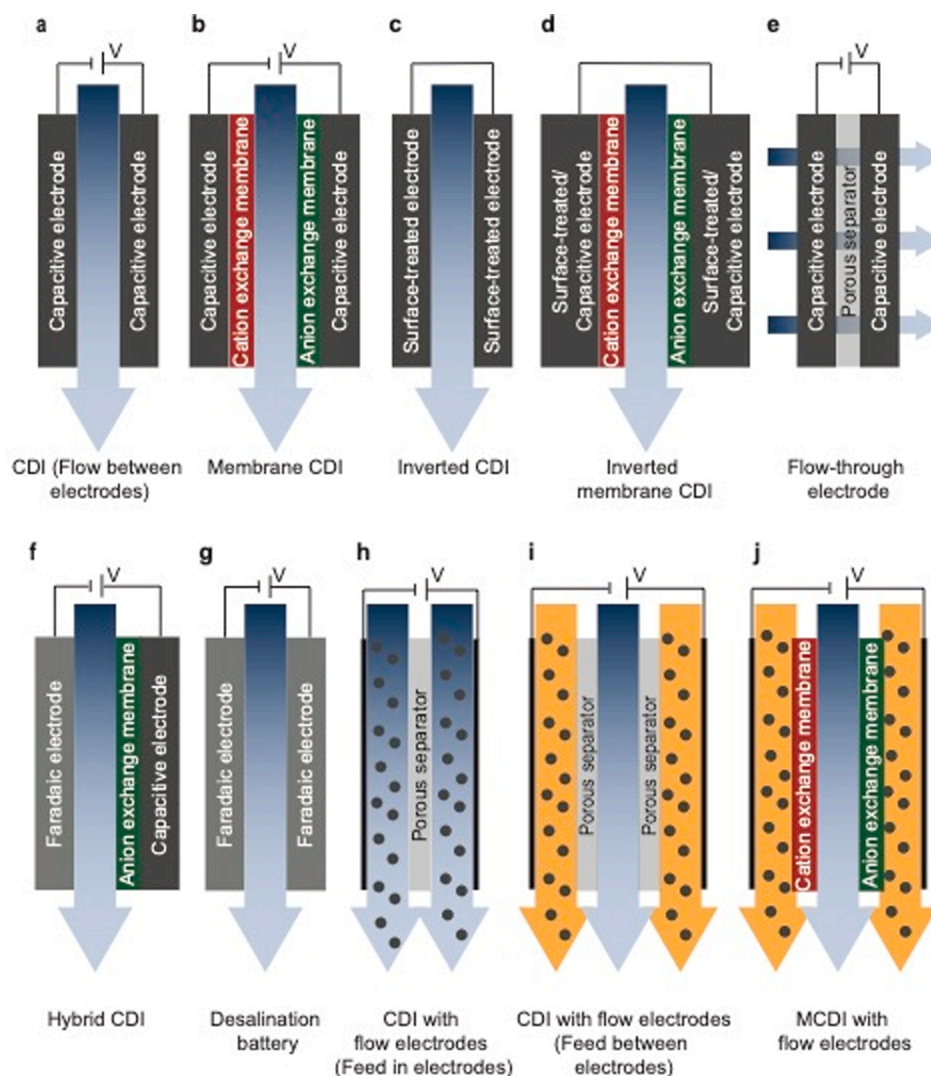 a
b
c
d
e
V
V
V
Capacitive electrode
Capacitive electrode
Capacitive electrode
Cation exchange membrane
Anion exchange membrane
Capacitive electrode
Surface-treated electrode
Surface-treated electrode
Surface-treated/
Capacitive electrode
Cation exchange membrane
Anion exchange membrane
Surface-treated/
Capacitive electrode
Capacitive electrode
Porous separator
Capacitive electrode
CDI (Flow between
electrodes)
Membrane CDI
Inverted CDI
Inverted
membrane CDI
Flow-through
electrode
f
g
h
i
j
V
V
V
V
V
Faradaic electrode
Anion exchange membrane
Capacitive electrode
Faradaic electrode
Faradaic electrode
Porous separator
Porous separator
Porous separator
Cation exchange membrane
Anion exchange membrane
Hybrid CDI
Desalination
battery
CDI with
flow electrodes
(Feed in electrodes)
CDI with flow electrodes
(Feed between
electrodes)
MCDI with
flow electrodes